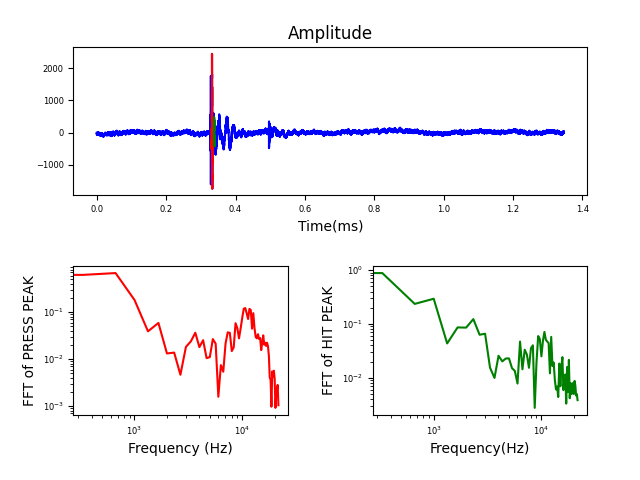 Amplitude
2000
1000
0
−1000
0.0 0.2 0.4 0.6 0.8 1.0 1.2 1.4
Time(ms)
FFT of PRESS PEAK
10⁻¹
10⁻²
10⁻³
10³ 10⁴
Frequency (Hz)
FFT of HIT PEAK
10⁰
10⁻¹
10⁻²
10³ 10⁴
Frequency(Hz)